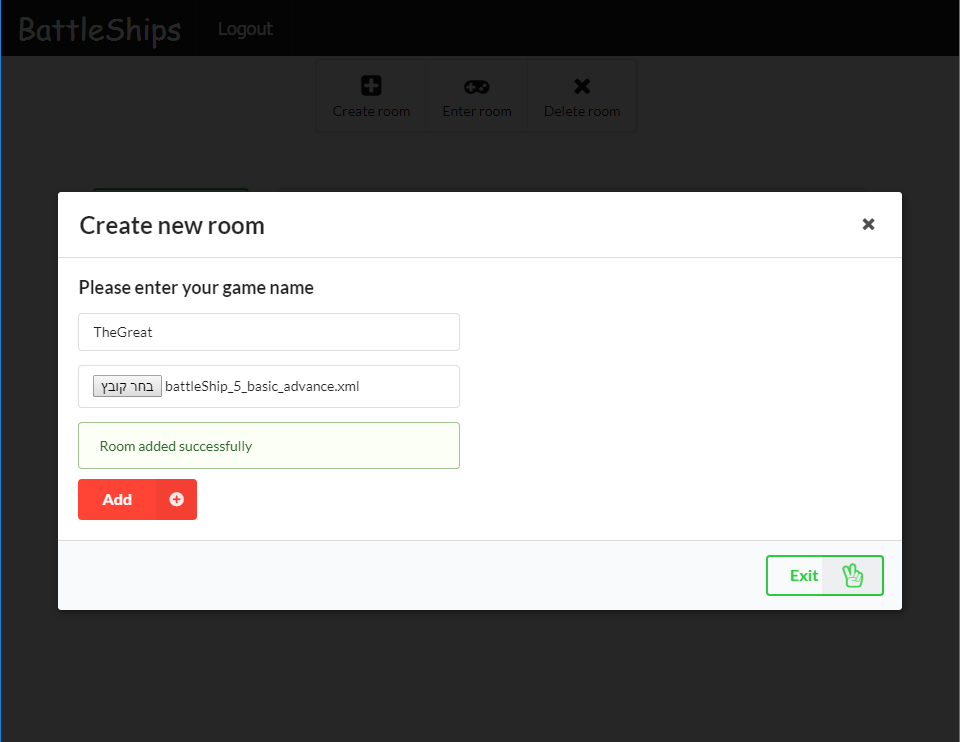 BattleShips Logout
Create room Enter room Delete room
Create new room
Please enter your game name
TheGreat
בחר קובץ battleShip_5_basic_advance.xml
Room added successfully
Add
Exit